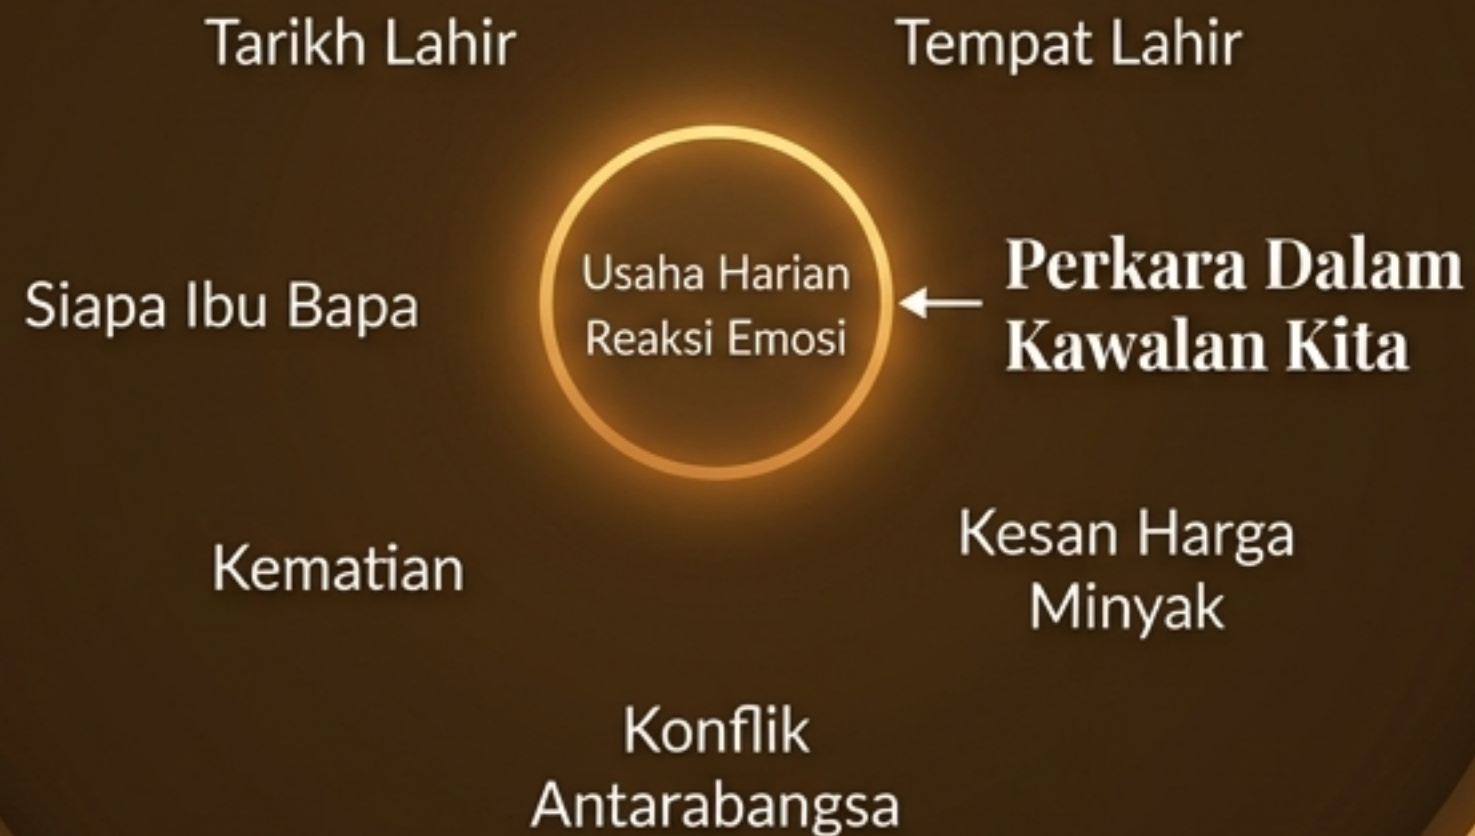 Tarikh Lahir
Tempat Lahir
Usaha Harian
Reaksi Emosi
Perkara Dalam
Kawalan Kita
Siapa Ibu Bapa
Kematian
Kesan Harga
Minyak
Konflik
Antarabangsa